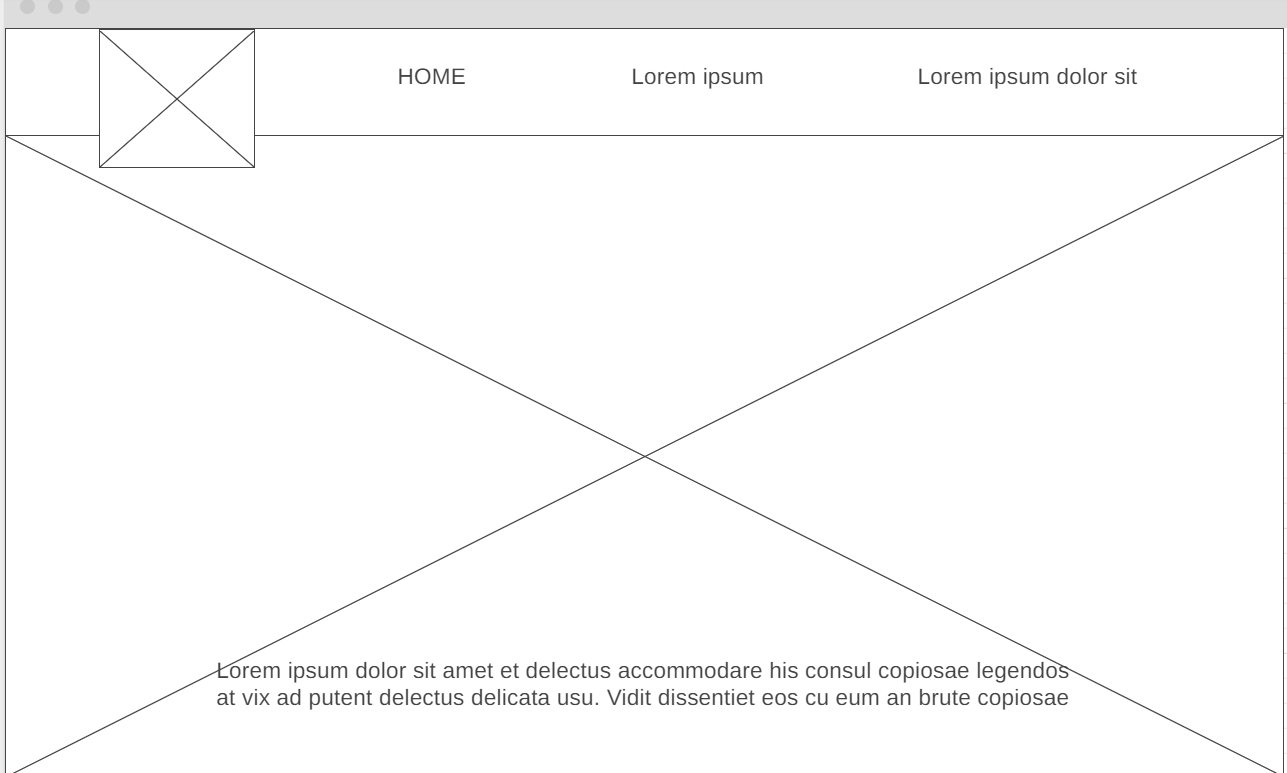 HOME
Lorem ipsum
Lorem ipsum dolor sit
Lorem ipsum dolor sit amet et delectus accommodare his consul copiosae legendos
at vix ad putent delectus delicata usu. Vidit dissentiet eos cu eum an brute copiosae